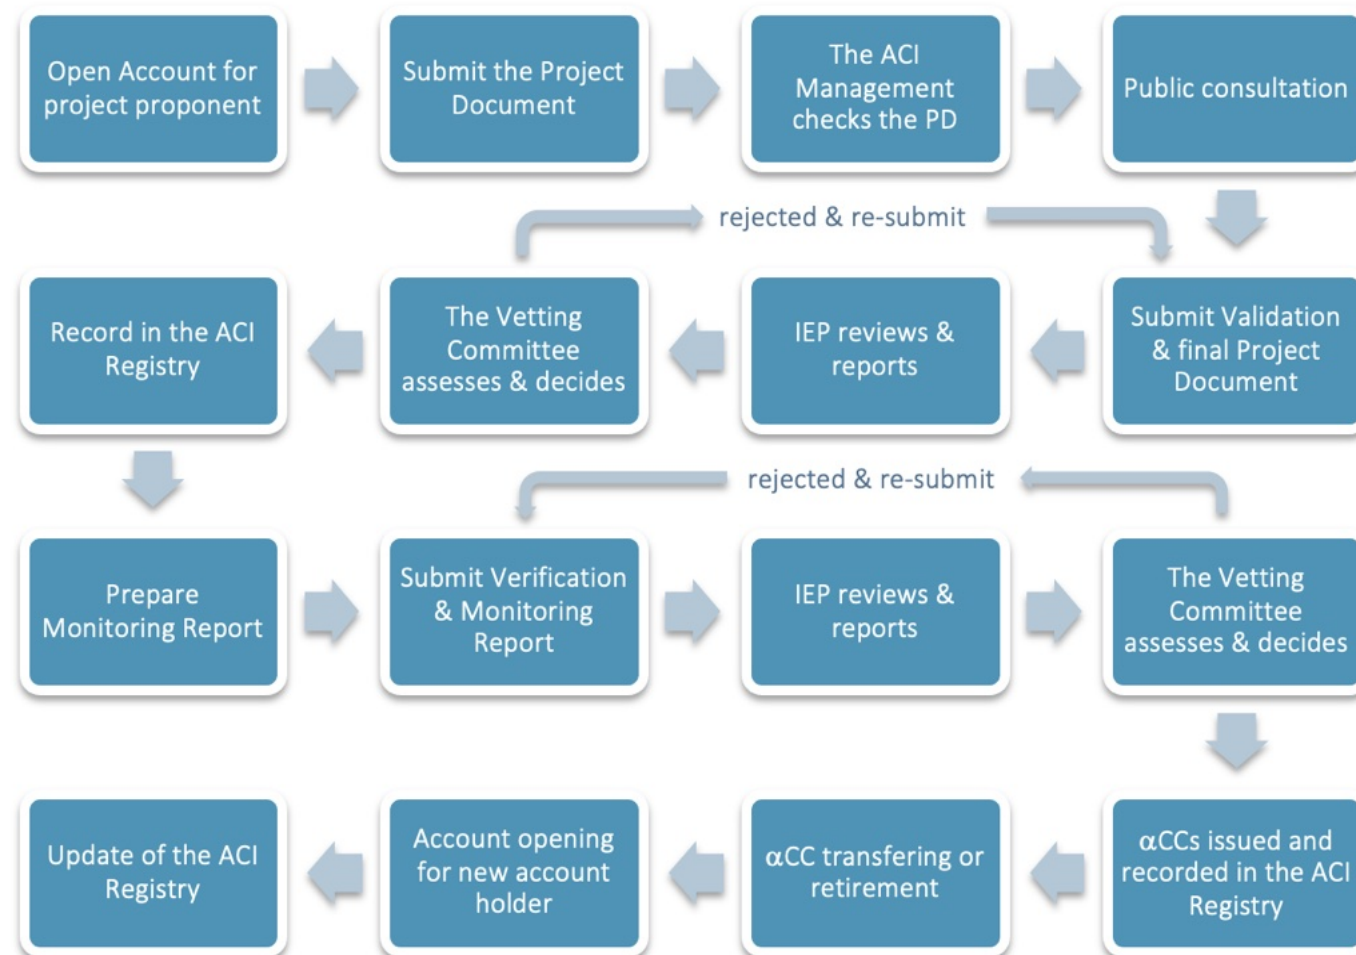 Open Account for
project proponent
Submit the Project
Document
The ACI
Management
checks the PD
Public consultation
rejected & re-submit
Record in the ACI
Registry
The Vetting
Committee
assesses & decides
IEP reviews &
reports
Submit Validation
& final Project
Document
rejected & re-submit
Prepare
Monitoring Report
Submit Verification
& Monitoring
Report
IEP reviews &
reports
The Vetting
Committee
assesses & decides
Update of the ACI
Registry
Account opening
for new account
holder
αCC transfering or
retirement
αCCs issued and
recorded in the ACI
Registry